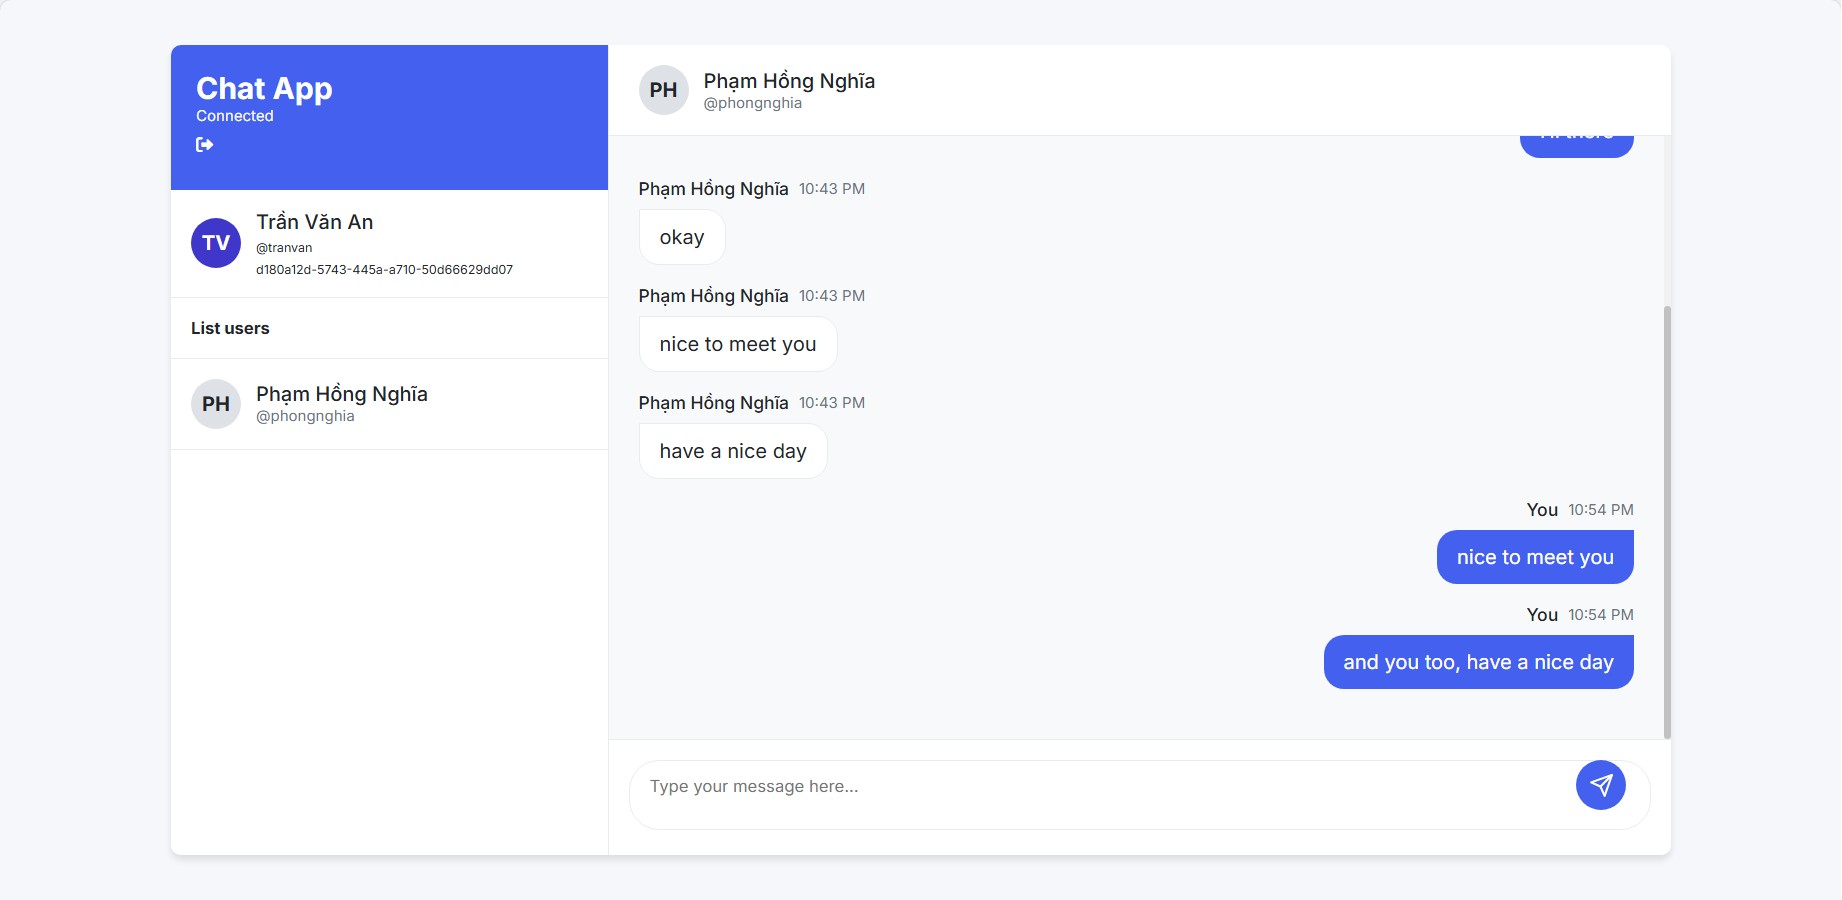 Chat App
Connected
TV
Trần Văn An
@tranvan
d180a12d-5743-445a-a710-50d66629dd07
List users
PH
Phạm Hồng Nghĩa
@phongnghia
PH
Phạm Hồng Nghĩa
@phongnghia
Phạm Hồng Nghĩa 10:43 PM
okay
Phạm Hồng Nghĩa 10:43 PM
nice to meet you
Phạm Hồng Nghĩa 10:43 PM
have a nice day
You 10:54 PM
nice to meet you
You 10:54 PM
and you too, have a nice day
Type your message here...